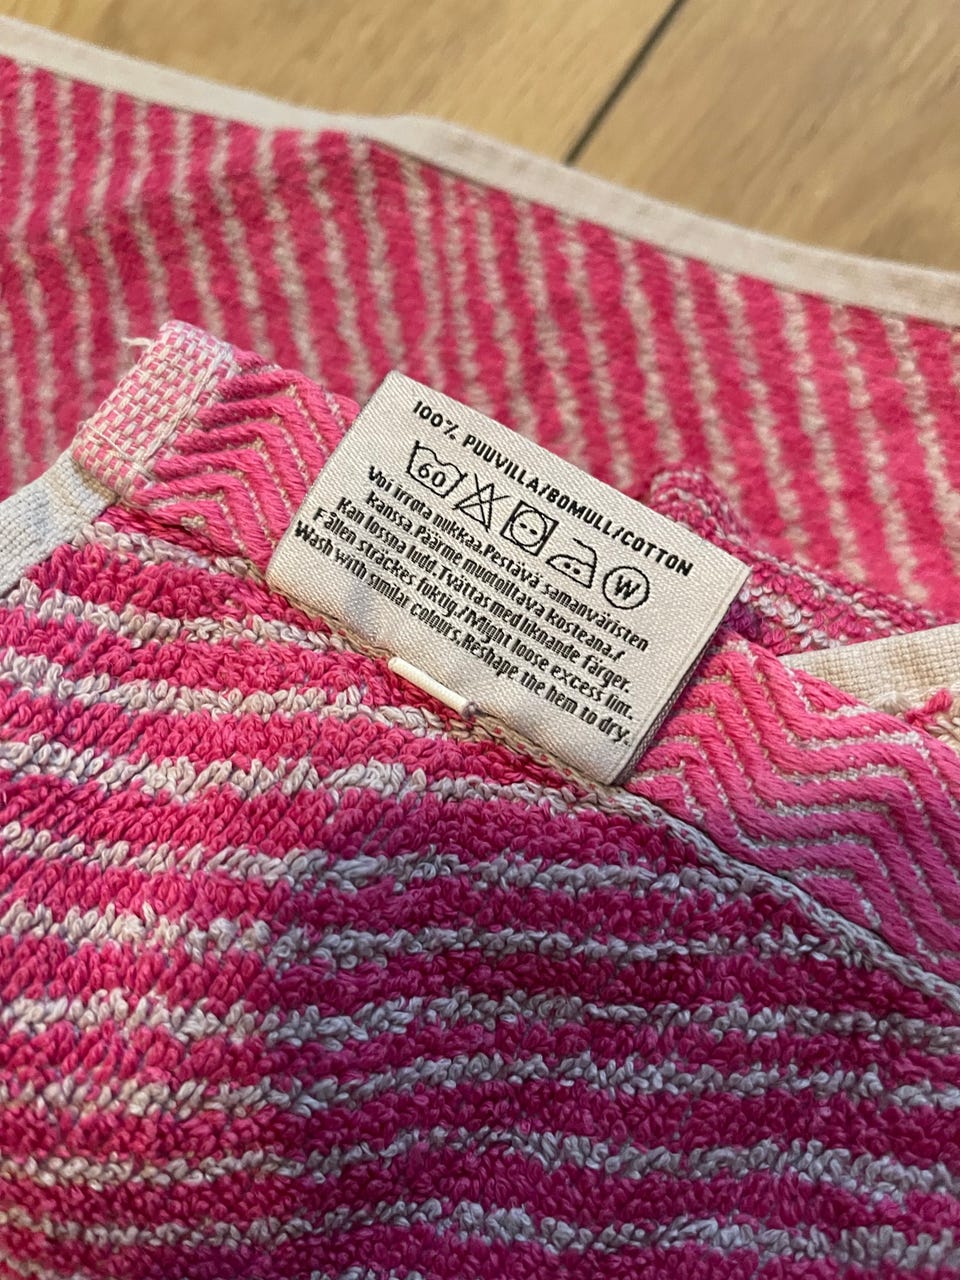 100% PUUVILLA/BOMULL/COTTON
60 W
Voi irrota nukkaa.Pestävä samanväristen
kanssa.Päärme muotoiltava kosteana./
Kan lossna ludd.Tvättas med liknande färger.
Fållen sträckes fuktig./Might loose excess lint.
Wash with similar colours.Reshape the hem to dry.